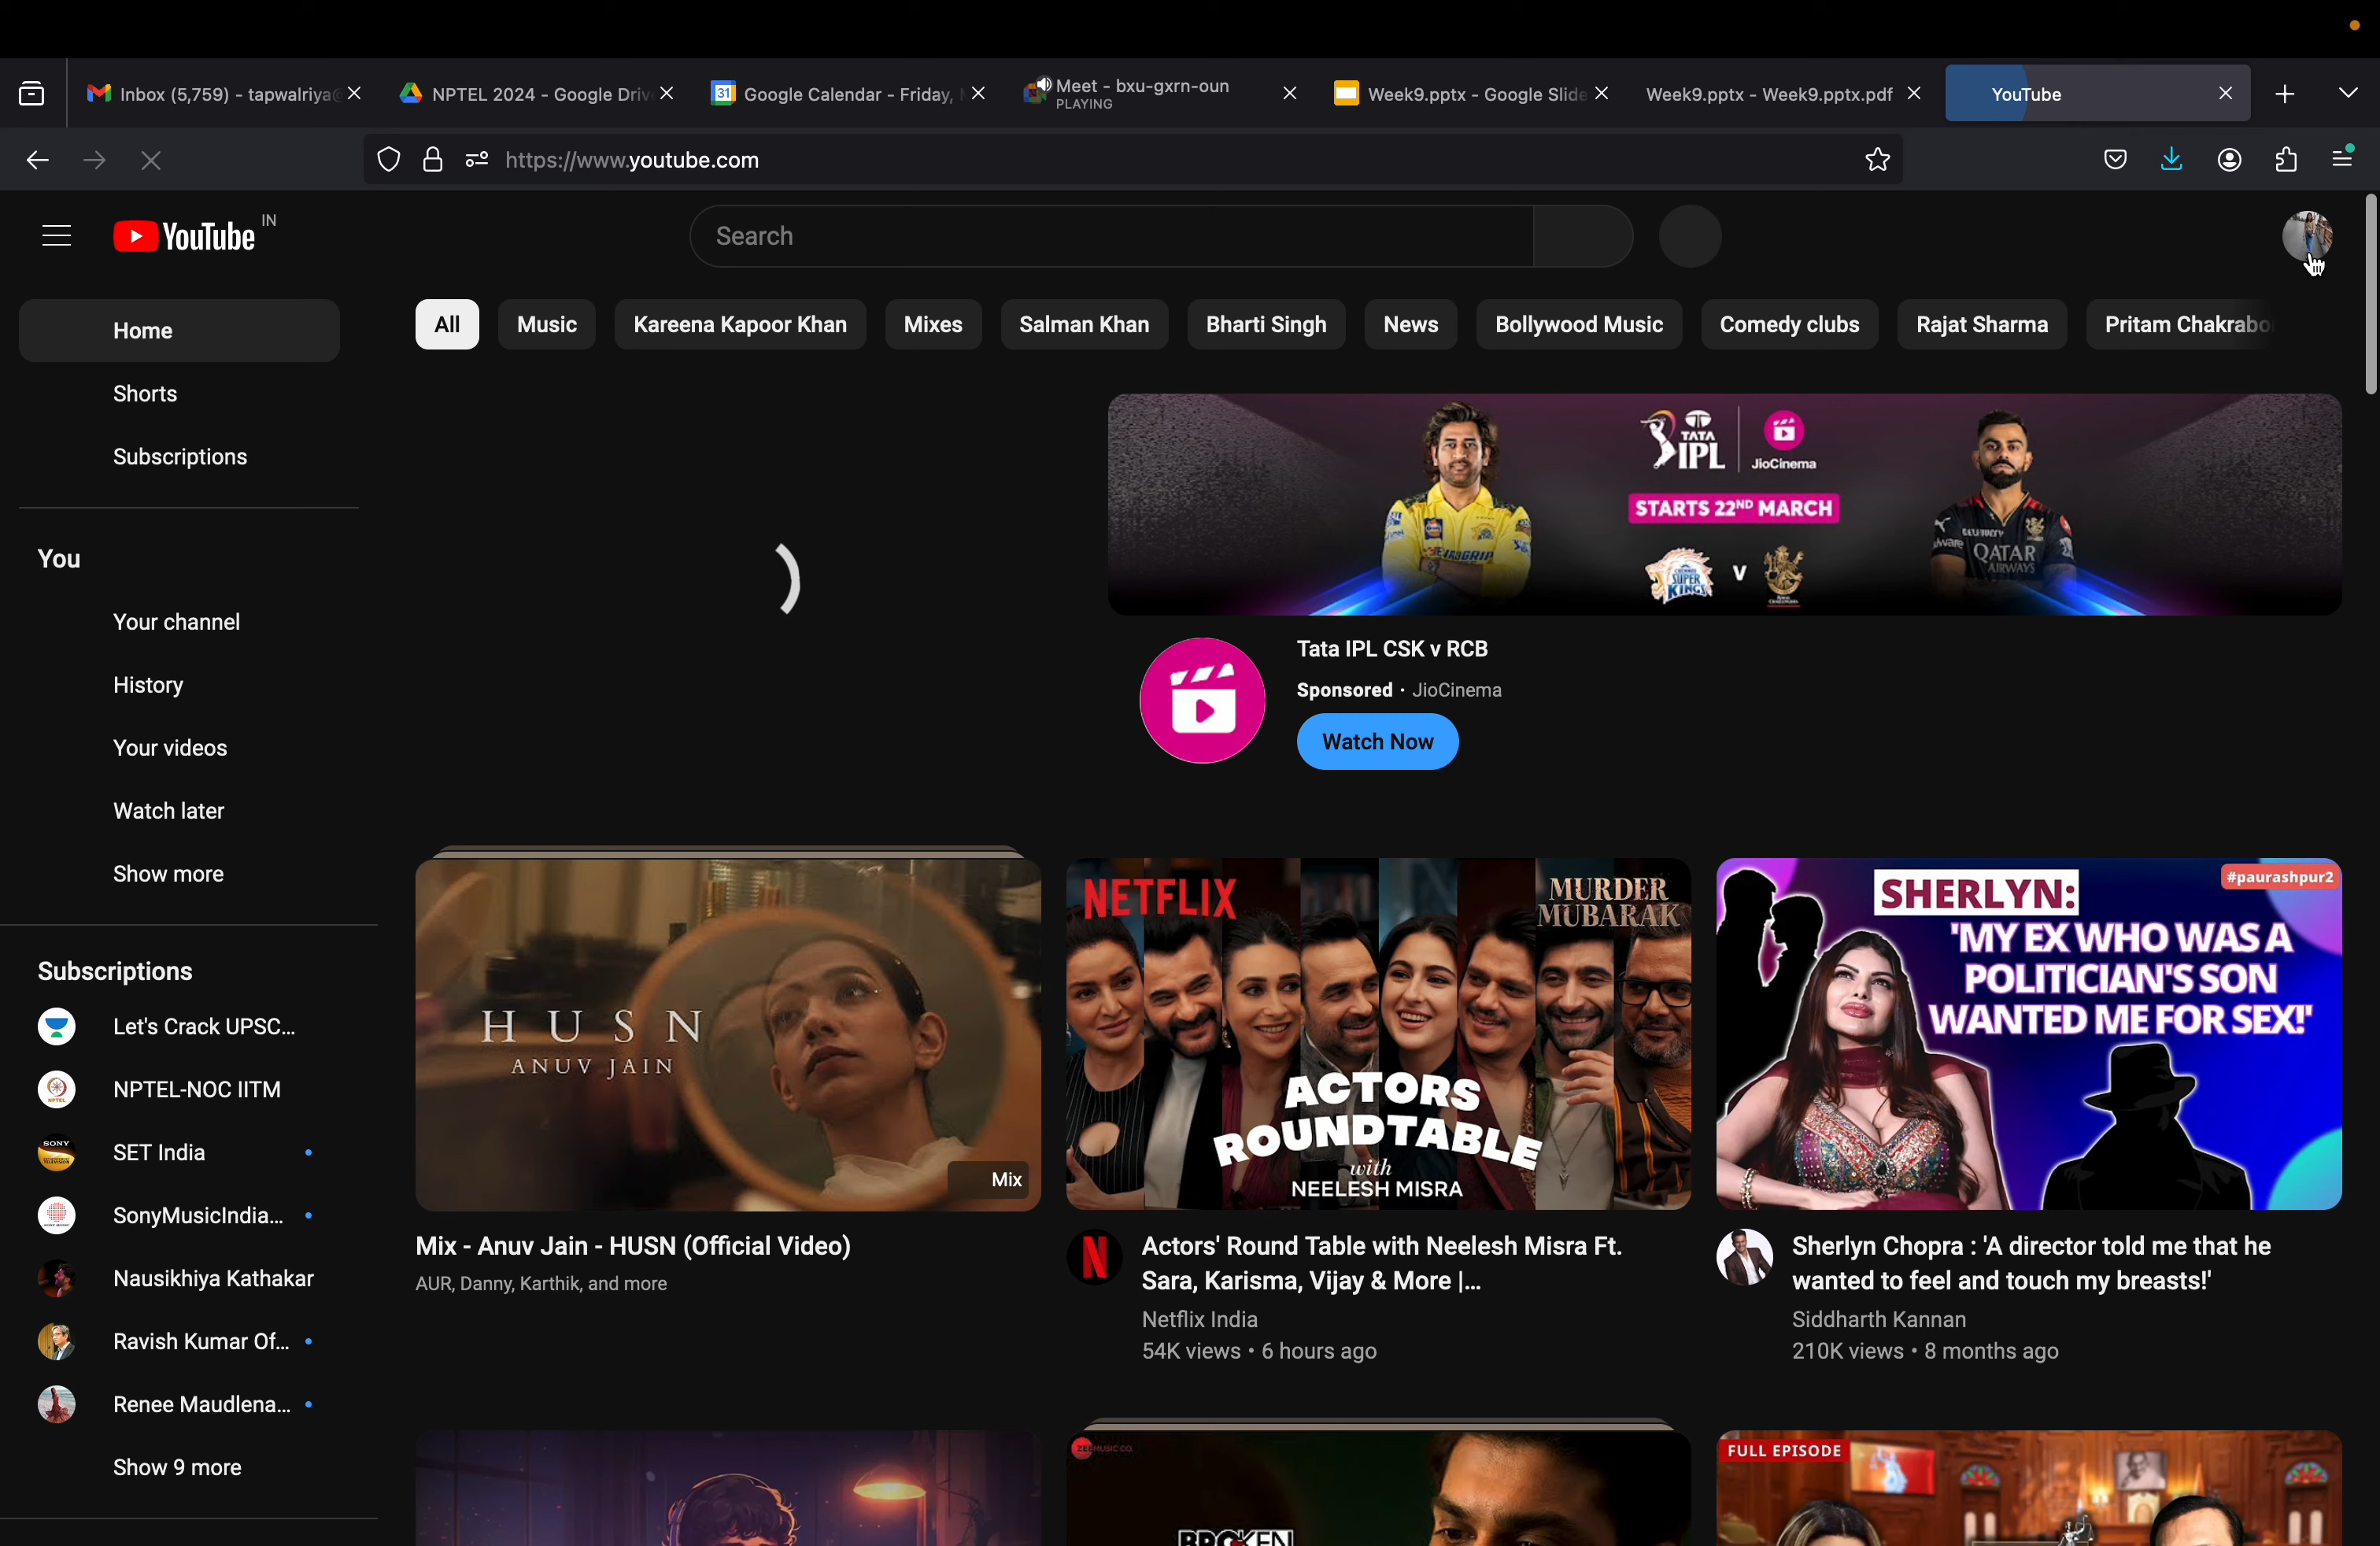 Inbox (5,759) - tapwalriya@
NPTEL 2024 - Google Drive
Google Calendar - Friday,
Meet - bxu-gxrn-oun
PLAYING
Week9.pptx - Google Slide
Week9.pptx - Week9.pptx.pdf
YouTube
https://www.youtube.com
YouTube IN
Search
Home
Shorts
Subscriptions
You
Your channel
History
Your videos
Watch later
Show more
Subscriptions
Let's Crack UPSC...
NPTEL-NOC IITM
SET India
SonyMusicIndia...
Nausikhiya Kathakar
Ravish Kumar Of...
Renee Maudlena...
Show 9 more
All
Music
Kareena Kapoor Khan
Mixes
Salman Khan
Bharti Singh
News
Bollywood Music
Comedy clubs
Rajat Sharma
Pritam Chakrabo
TATA
IPL
JioCinema
STARTS 22ND MARCH
CHENNAI
SUPER
KINGS
V
QATAR
AIRWAYS
Tata IPL CSK v RCB
Sponsored · JioCinema
Watch Now
HUSN
ANUV JAIN
Mix
Mix - Anuv Jain - HUSN (Official Video)
AUR, Danny, Karthik, and more
NETFLIX
MURDER
MUBARAK
ACTORS
ROUNDTABLE
with
NEELESH MISRA
Actors' Round Table with Neelesh Misra Ft.
Sara, Karisma, Vijay & More |...
Netflix India
54K views • 6 hours ago
#paurashpur2
SHERLYN:
'MY EX WHO WAS A
POLITICIAN'S SON
WANTED ME FOR SEX!'
Sherlyn Chopra : 'A director told me that he
wanted to feel and touch my breasts!'
Siddharth Kannan
210K views • 8 months ago
ZEE MUSIC CO.
BROKEN
FULL EPISODE